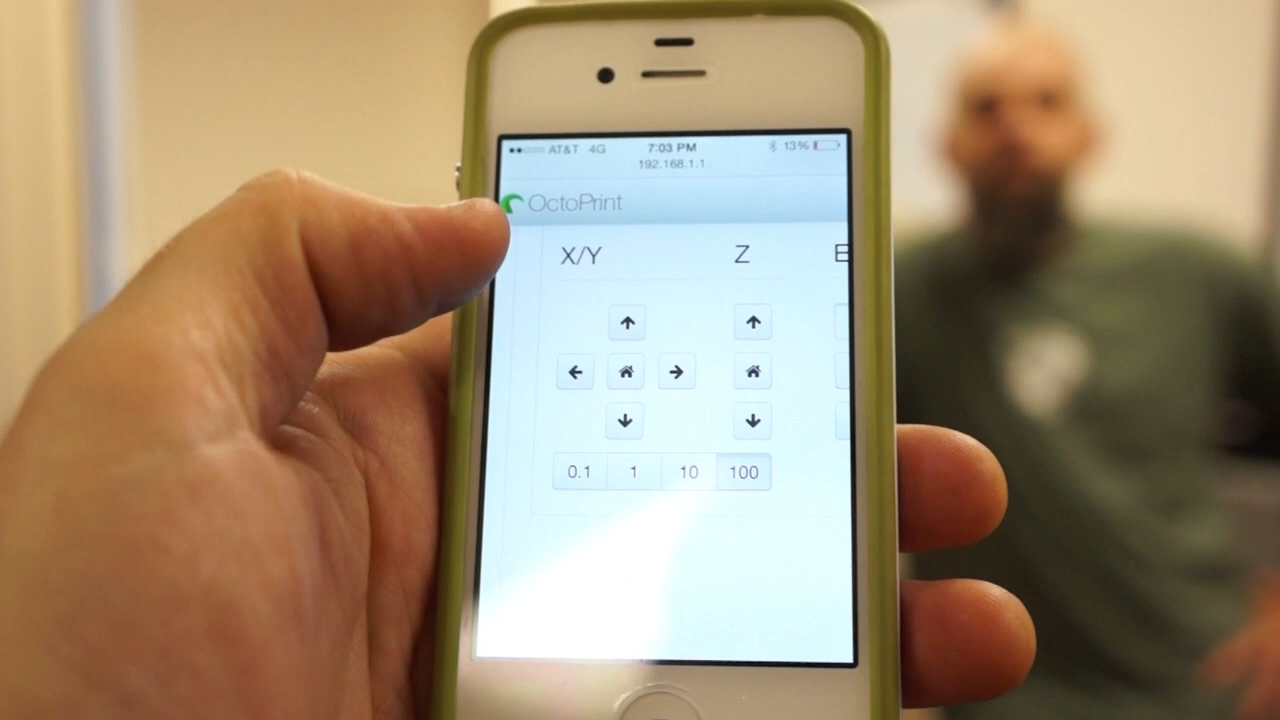 AT&T 4G 7:03 PM 13%
192.168.1.1
OctoPrint
X/Y Z
0.1 1 10 100